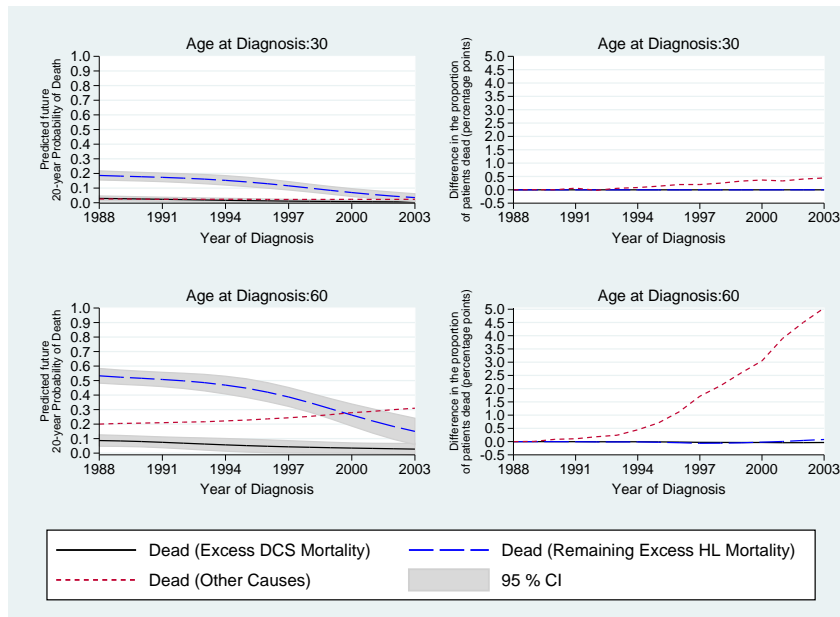 Age at Diagnosis:30
Predicted future
20-year Probability of Death
1.0
0.9
0.8
0.7
0.6
0.5
0.4
0.3
0.2
0.1
0.0
1988 1991 1994 1997 2000 2003
Year of Diagnosis
Age at Diagnosis:30
Difference in the proportion
of patients dead (percentage points)
5.0
4.5
4.0
3.5
3.0
2.5
2.0
1.5
1.0
0.5
0.0
-0.5
1988 1991 1994 1997 2000 2003
Year of Diagnosis
Age at Diagnosis:60
Predicted future
20-year Probability of Death
1.0
0.9
0.8
0.7
0.6
0.5
0.4
0.3
0.2
0.1
0.0
1988 1991 1994 1997 2000 2003
Year of Diagnosis
Age at Diagnosis:60
Difference in the proportion
of patients dead (percentage points)
5.0
4.5
4.0
3.5
3.0
2.5
2.0
1.5
1.0
0.5
0.0
-0.5
1988 1991 1994 1997 2000 2003
Year of Diagnosis
Dead (Excess DCS Mortality)
Dead (Remaining Excess HL Mortality)
Dead (Other Causes)
95 % CI